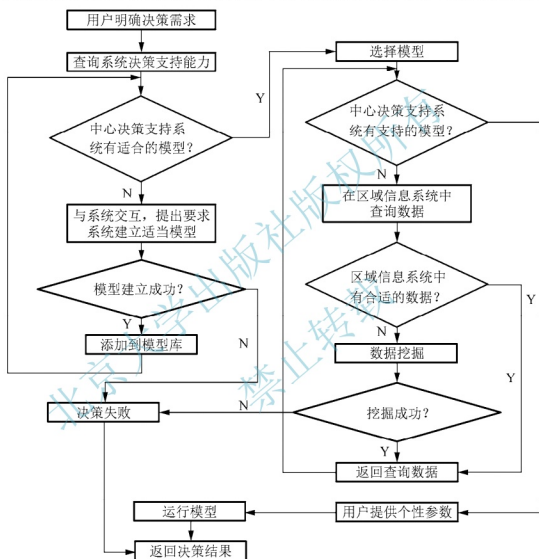 用户明确决策需求
查询系统决策支持能力
中心决策支持系
统有适合的模型？
Y
N
与系统交互，提出要求
系统建立适当模型
模型建立成功？
Y
N
添加到模型库
决策失败
选择模型
中心决策支持系
统有支持的模型？
N
Y
在区域信息系统中
查询数据
区域信息系统中
有合适的数据？
N
Y
数据挖掘
挖掘成功？
N
Y
返回查询数据
用户提供个性参数
运行模型
返回决策结果
北京大学出版社版权所有
禁止转载